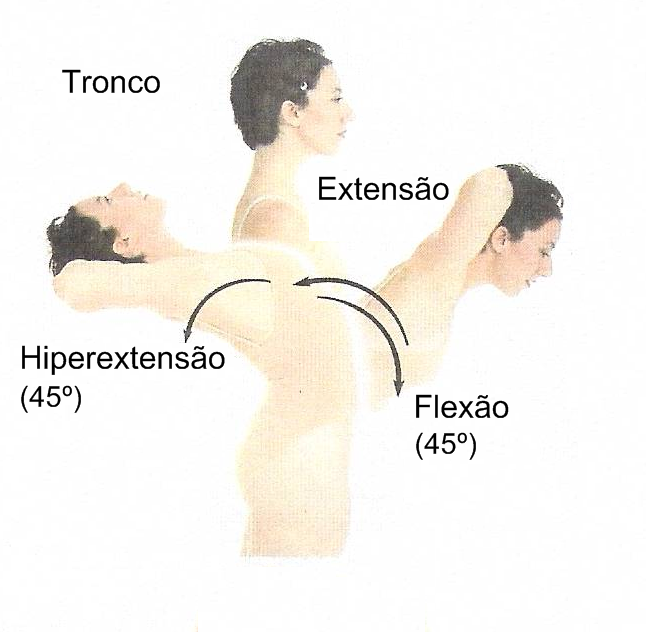 Tronco
Extensão
Hiperextensão
(45º)
Flexão
(45º)